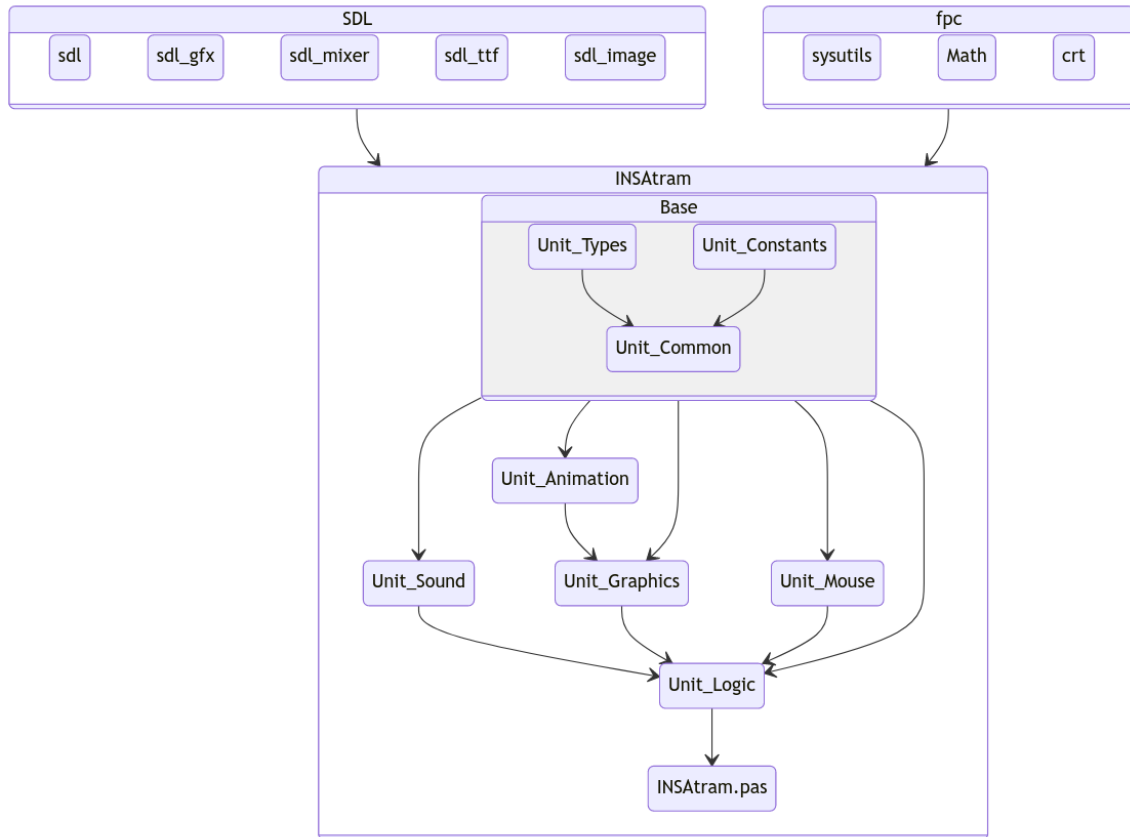 SDL
fpc
sdl
sdl_gfx
sdl_mixer
sdl_ttf
sdl_image
sysutils
Math
crt
INSAtram
Base
Unit_Types
Unit_Constants
Unit_Common
Unit_Animation
Unit_Sound
Unit_Graphics
Unit_Mouse
Unit_Logic
INSAtram.pas